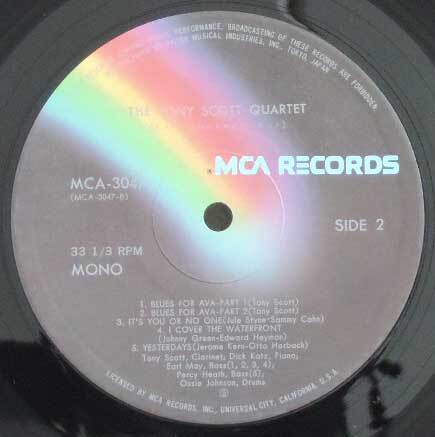 PERFORMANCE, BROADCASTING OF THESE RECORDS ARE FORBIDDEN.
MUSICAL INDUSTRIES, INC., TOKYO, JAPAN
THE TONY SCOTT QUARTET
MCA RECORDS
MCA-3047
(MCA-3047-B)
SIDE 2
33 1/3 RPM
MONO
1. BLUES FOR AVA-PART 1(Tony Scott)
2. BLUES FOR AVA-PART 2(Tony Scott)
3. IT'S YOU OR NO ONE(Jule Styne-Sammy Cahn)
4. I COVER THE WATERFRONT
(Johnny Green-Edward Heyman)
5. YESTERDAYS(Jerome Kern-Otto Harback)
Tony Scott, Clarinet; Dick Katz, Piano;
Earl May, Bass(1, 2, 3, 4);
Percy Heath, Bass(5);
Ossie Johnson, Drums
LICENSED BY MCA RECORDS, INC., UNIVERSAL CITY, CALIFORNIA, U.S.A.